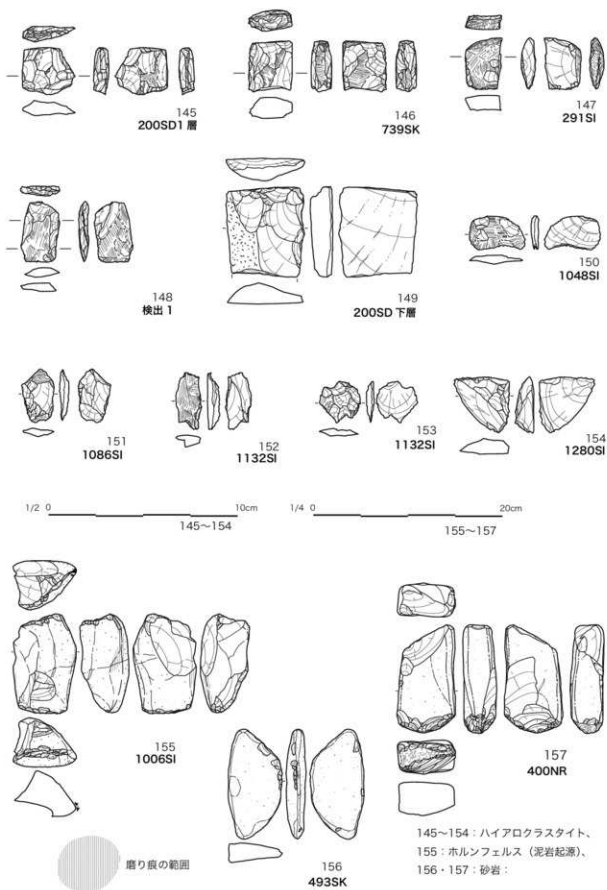 145
200SD1 層
146
739SK
147
291SI
148
検出 1
149
200SD 下層
150
1048SI
151
1086SI
152
1132SI
153
1132SI
154
1280SI
1/2 0 10cm
145〜154
1/4 0 20cm
155〜157
155
1006SI
156
493SK
157
400NR
磨り痕の範囲
145〜154：ハイアロクラスタイト、
155：ホルンフェルス（泥岩起源）、
156・157：砂岩：